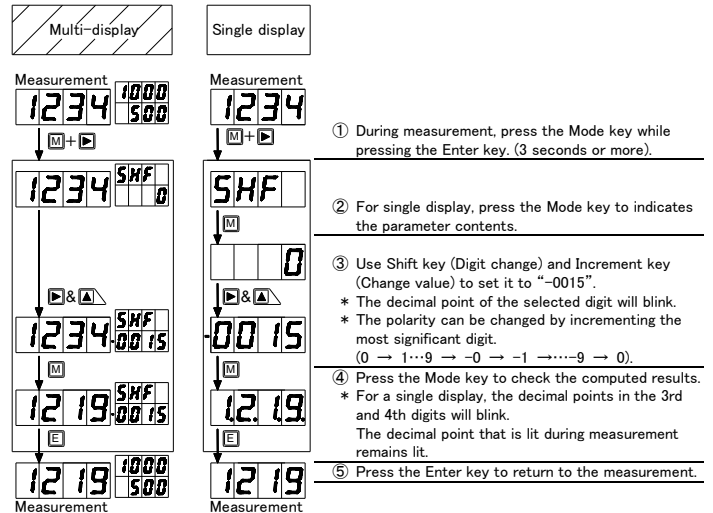 Multi-display
Single display
Measurement
Measurement
1234
1000
500
1234
M+▶
M+▶
① During measurement, press the Mode key while
pressing the Enter key. (3 seconds or more).
1234
SHF
0
SHF
② For single display, press the Mode key to indicates
the parameter contents.
M
0
③ Use Shift key (Digit change) and Increment key
(Change value) to set it to “-0015”.
* The decimal point of the selected digit will blink.
* The polarity can be changed by incrementing the
most significant digit.
(0 → 1⋯9 → -0 → -1 →⋯-9 → 0).
▶&▲
▶&▲
1234
SHF
-0015
-0015
M
M
④ Press the Mode key to check the computed results.
* For a single display, the decimal points in the 3rd
and 4th digits will blink.
The decimal point that is lit during measurement
remains lit.
1219
SHF
-0015
1.2.1.9.
E
E
⑤ Press the Enter key to return to the measurement.
1219
1000
500
1219
Measurement
Measurement